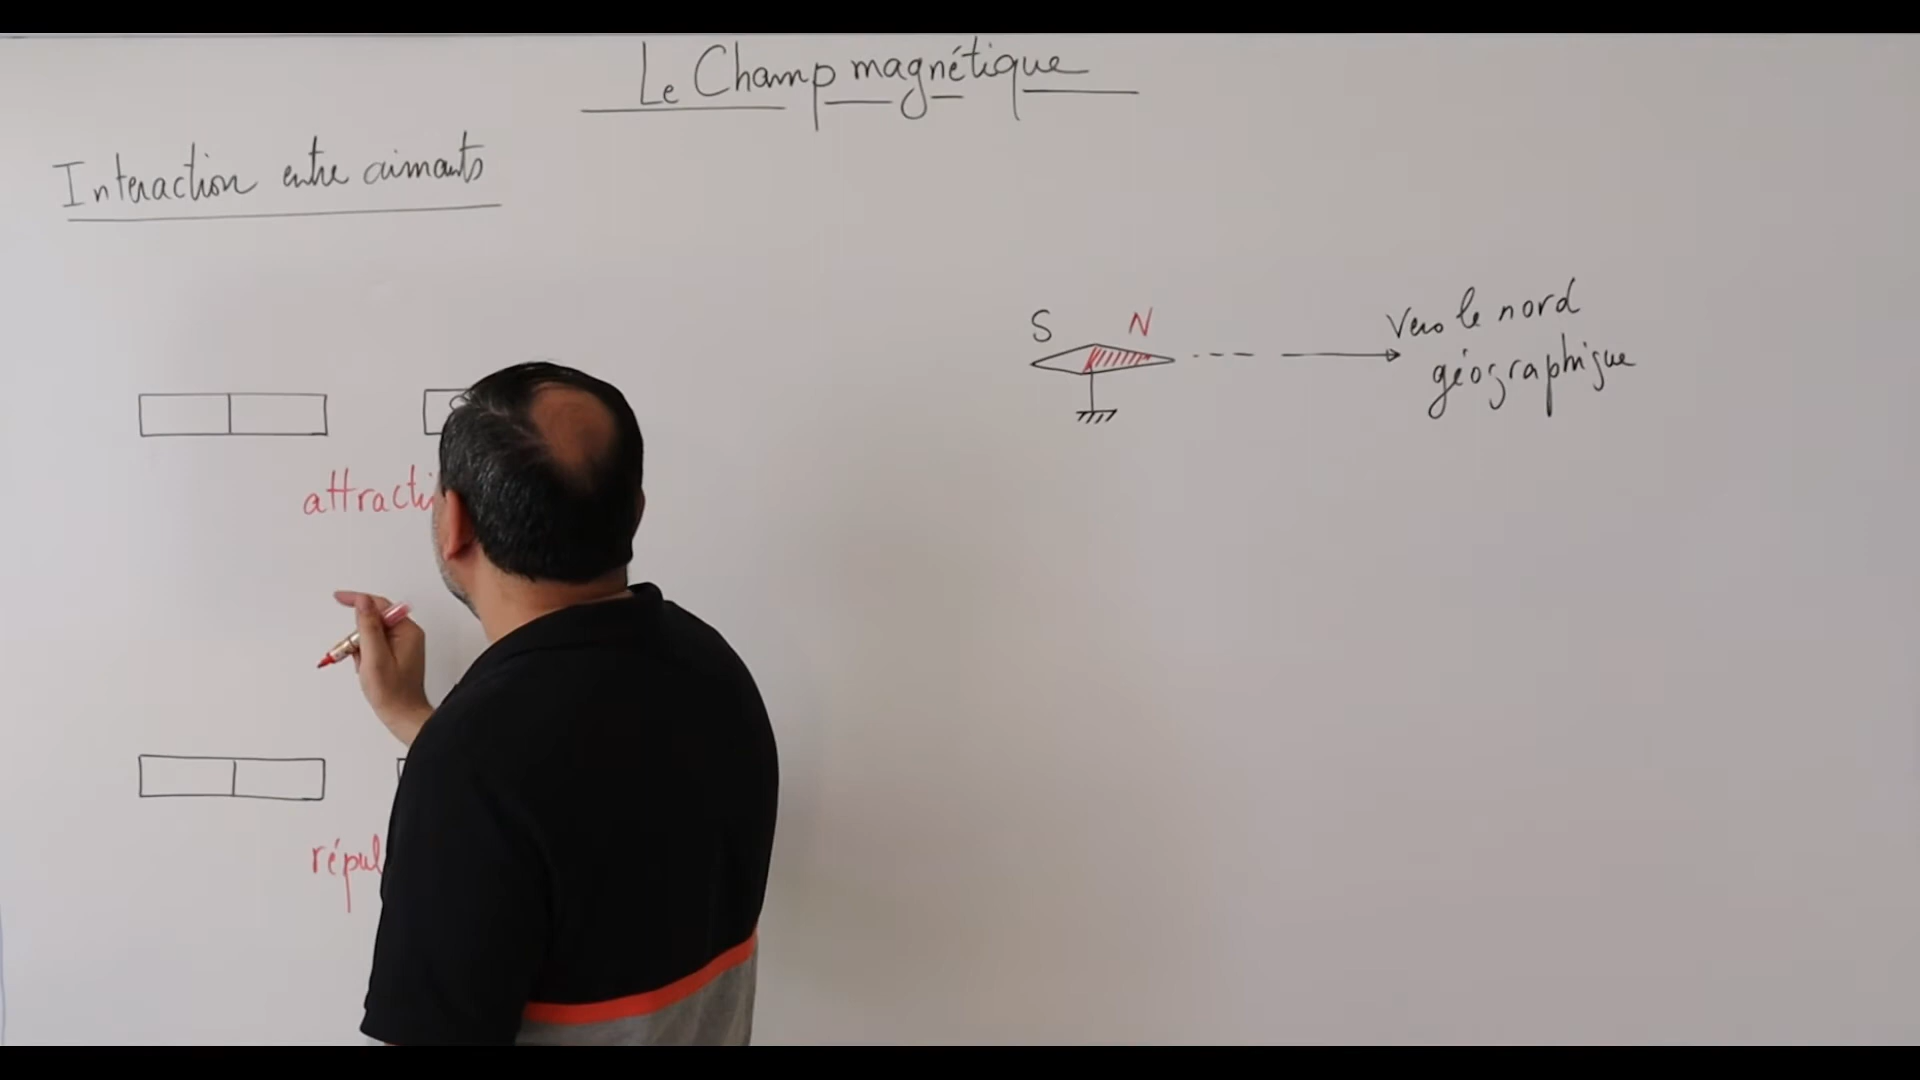 Le Champ magnétique
Interaction entre aimants
S N
Vers le nord
géographique
attracti
répul